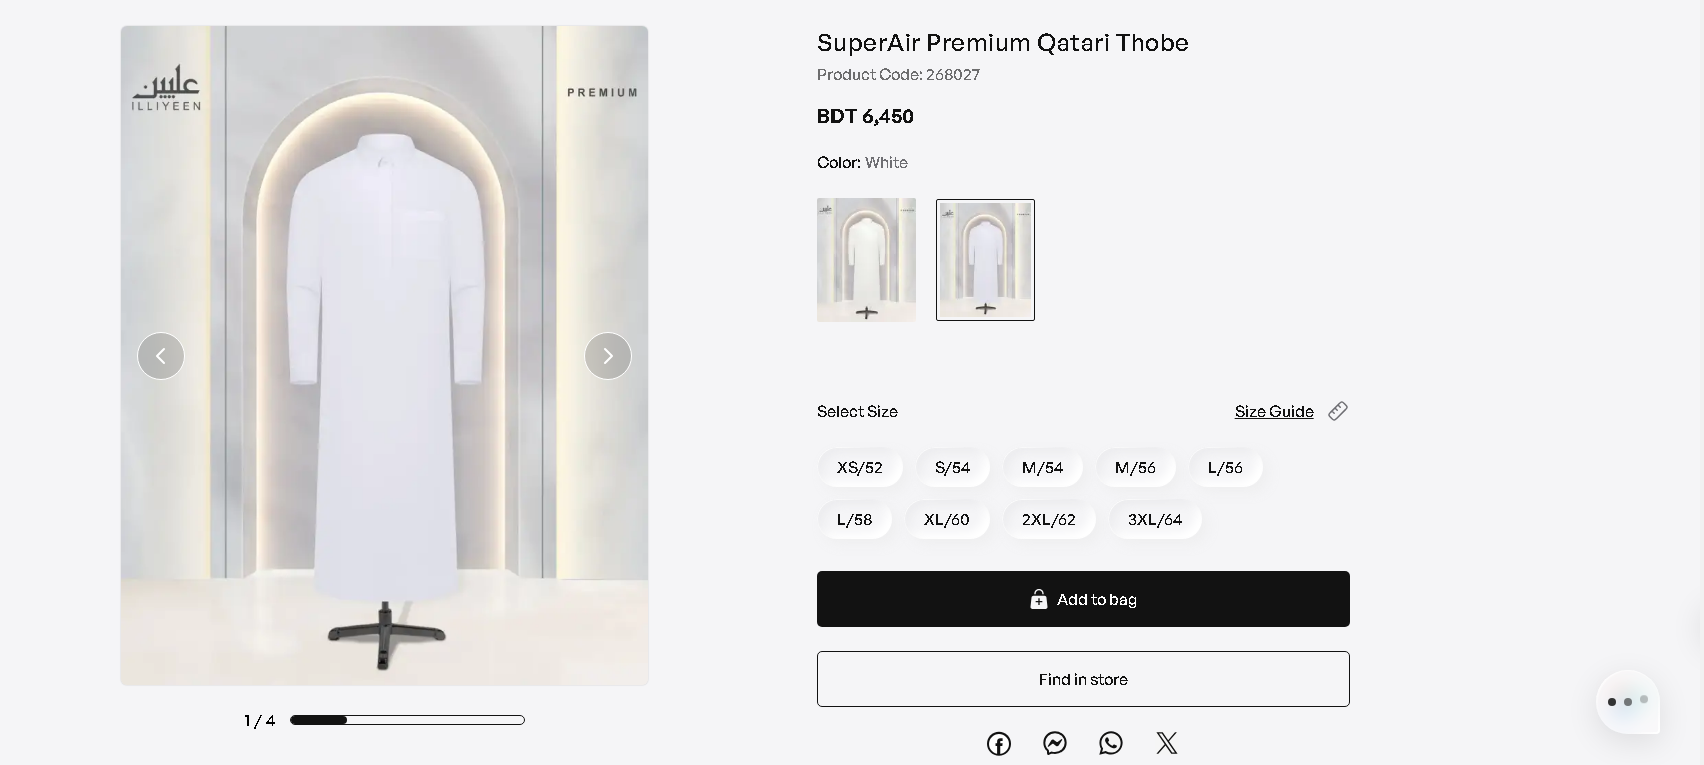 عليين
ILLIYEEN
PREMIUM
1 / 4
SuperAir Premium Qatari Thobe
Product Code: 268027
BDT 6,450
Color: White
Select Size
Size Guide
XS/52 S/54 M/54 M/56 L/56
L/58 XL/60 2XL/62 3XL/64
Add to bag
Find in store